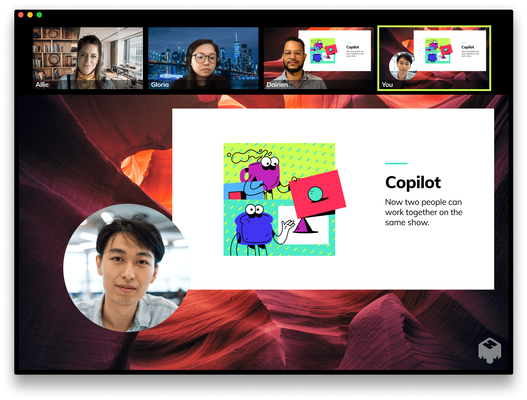 Allie
Gloria
Dairien
You
Copilot
Now two people can
work together on the
same show.